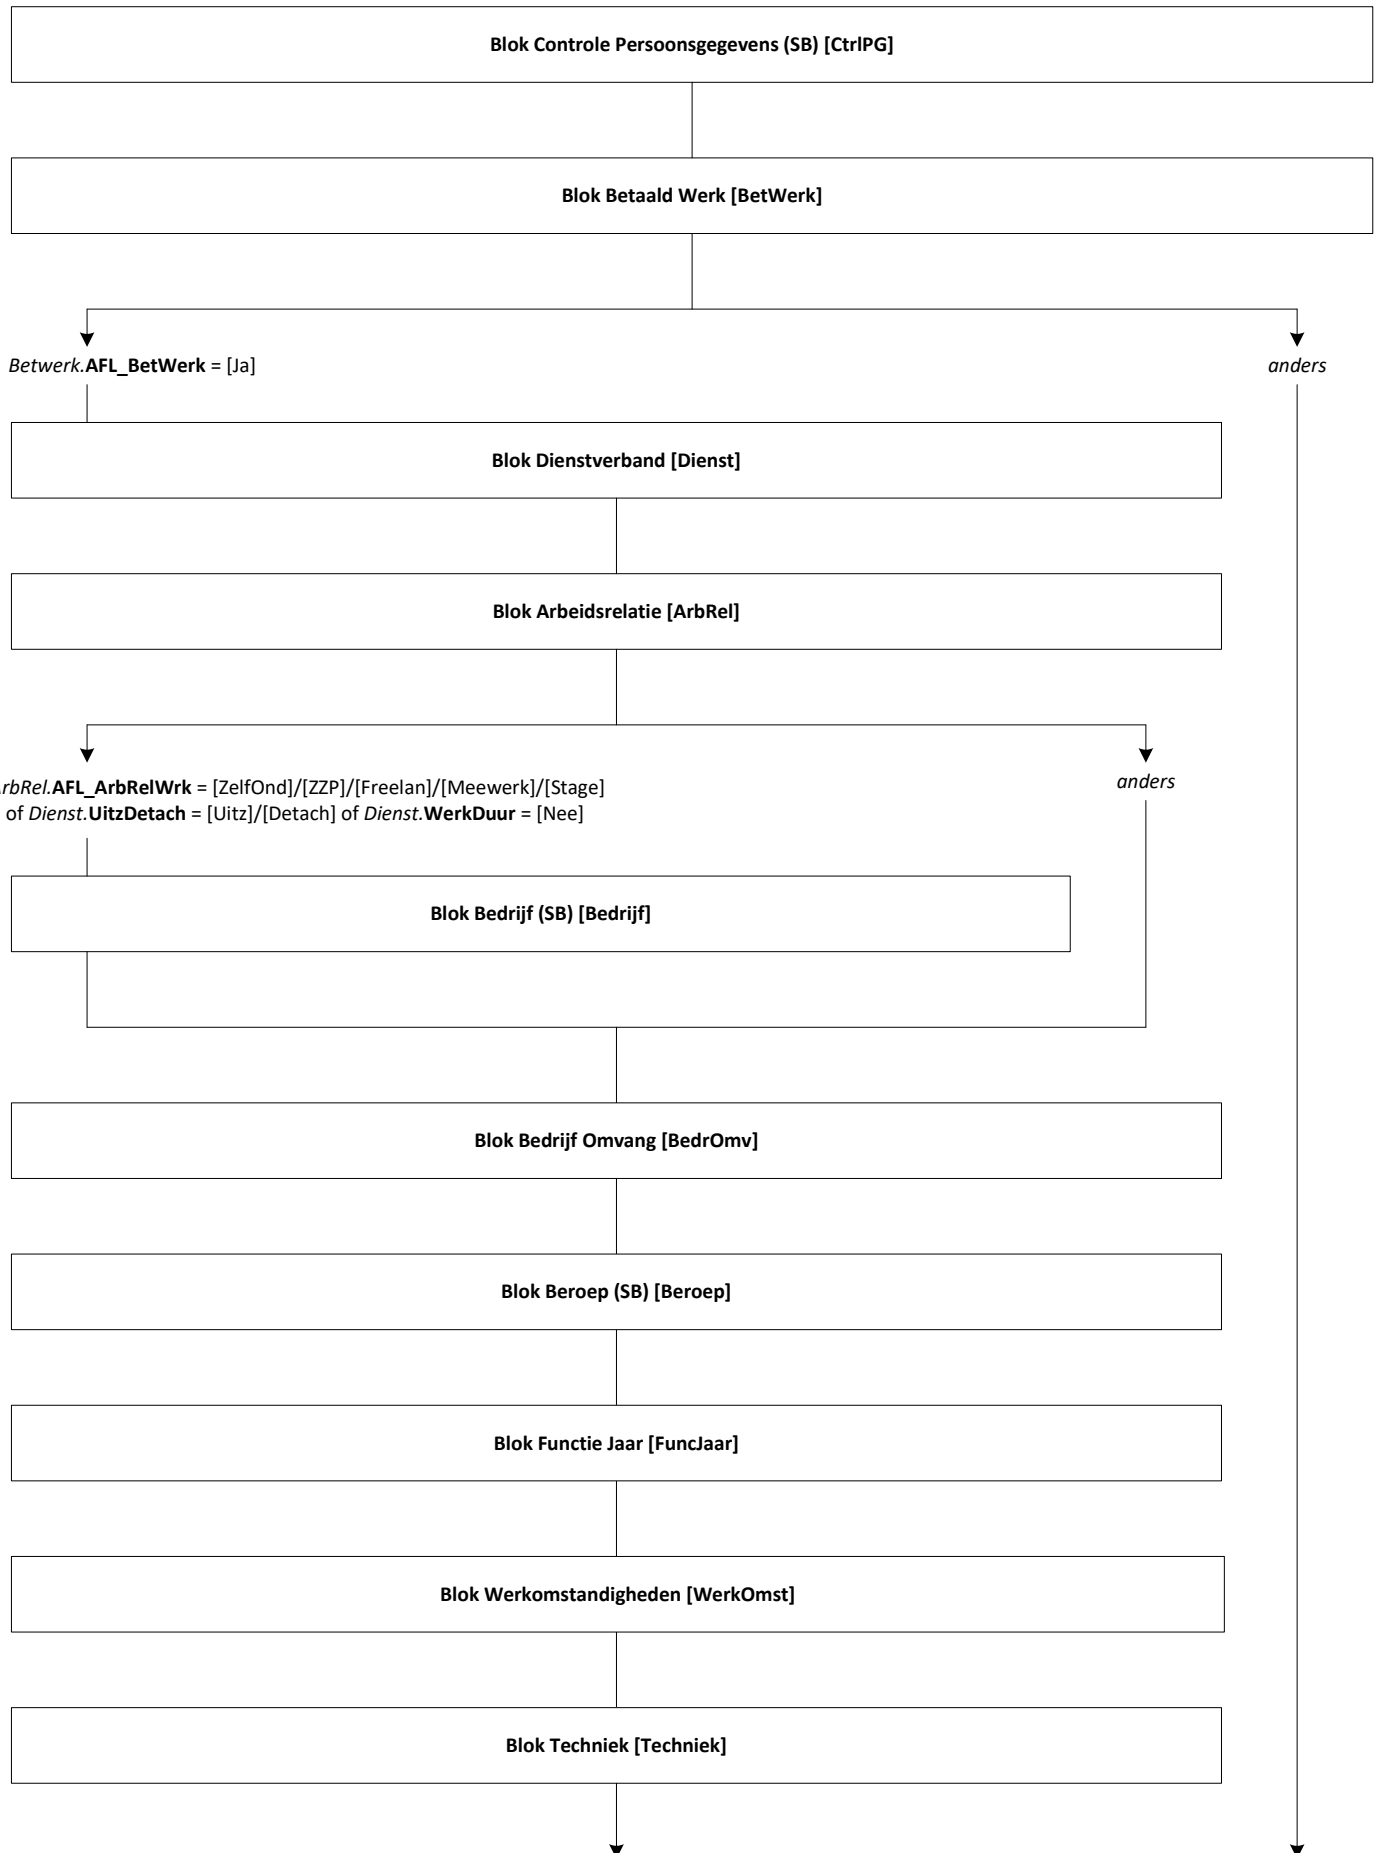 Blok Controle Persoonsgegevens (SB) [CtrlPG]
Blok Betaald Werk [BetWerk]
Betwerk.AFL_BetWerk = [Ja]
anders
Blok Dienstverband [Dienst]
Blok Arbeidsrelatie [ArbRel]
rbRel.AFL_ArbRelWrk = [ZelfOnd]/[ZZP]/[Freelan]/[Meewerk]/[Stage]
of Dienst.UitzDetach = [Uitz]/[Detach] of Dienst.WerkDuur = [Nee]
anders
Blok Bedrijf (SB) [Bedrijf]
Blok Bedrijf Omvang [BedrOmv]
Blok Beroep (SB) [Beroep]
Blok Functie Jaar [FuncJaar]
Blok Werkomstandigheden [WerkOmst]
Blok Techniek [Techniek]